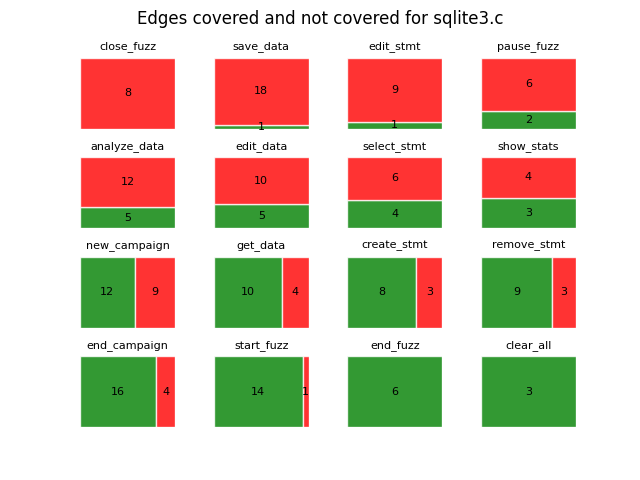 Edges covered and not covered for sqlite3.c
close_fuzz save_data edit_stmt pause_fuzz
8 18 1 9 1 6 2
analyze_data edit_data select_stmt show_stats
12 5 10 5 6 4 4 3
new_campaign get_data create_stmt remove_stmt
12 9 10 4 8 3 9 3
end_campaign start_fuzz end_fuzz clear_all
16 4 14 1 6 3